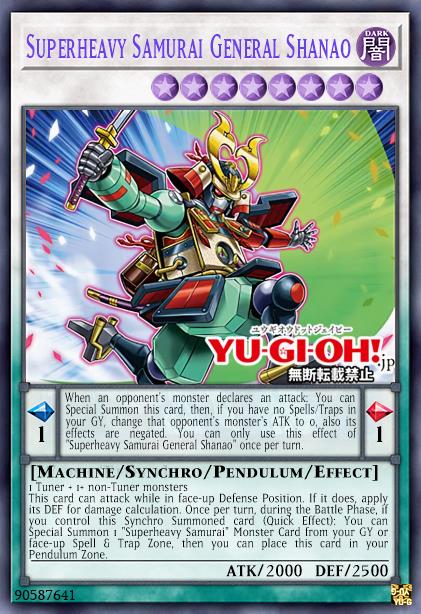 SUPERHEAVY SAMURAI GENERAL SHANAO
DARK
闇
ユウギオウドットジェイピー
YU-GI-OH!.jp
無断転載禁止
When an opponent's monster declares an attack: You can
Special Summon this card, then, if you have no Spells/Traps in
your GY, change that opponent's monster's ATK to 0, also its
effects are negated. You can only use this effect of
"Superheavy Samurai General Shanao" once per turn.
1
1
[MACHINE/SYNCHRO/PENDULUM/EFFECT]
1 Tuner + 1+ non-Tuner monsters
This card can attack while in face-up Defense Position. If it does, apply
its DEF for damage calculation. Once per turn, during the Battle Phase, if
you control this Synchro Summoned card (Quick Effect): You can
Special Summon 1 "Superheavy Samurai" Monster Card from your GY or
face-up Spell & Trap Zone, then you can place this card in your
Pendulum Zone.
ATK/2000 DEF/2500
90587641